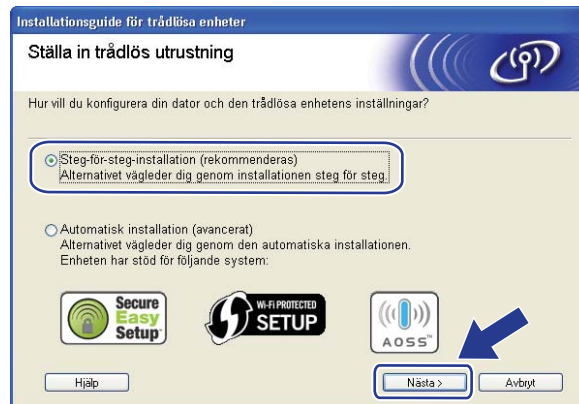 Installationsguide för trådlösa enheter
Ställa in trådlös utrustning
Hur vill du konfigurera din dator och den trådlösa enhetens inställningar?
Steg-för-steg-installation (rekommenderas)
Alternativet vägleder dig genom installationen steg för steg.
Automatisk installation (avancerat)
Alternativet vägleder dig genom den automatiska installationen.
Enheten har stöd för följande system:
Secure
Easy
Setup
WI-FI PROTECTED
SETUP
AOSS™
Hjälp
Nästa >
Avbryt